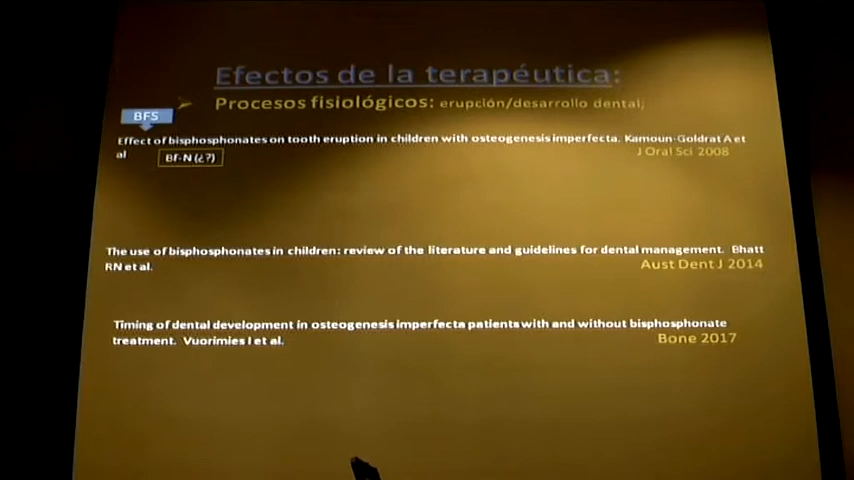 Efectos de la terapéutica:
Procesos fisiológicos: erupción/desarrollo dental;
BFS
Effect of bisphosphonates on tooth eruption in children with osteogenesis imperfecta. Kamoun-Goldrat A et
al
J Oral Sci 2008
Bf-N (¿?)
The use of bisphosphonates in children: review of the literature and guidelines for dental management. Bhatt
RN et al.
Aust Dent J 2014
Timing of dental development in osteogenesis imperfecta patients with and without bisphosphonate
treatment. Vuorimies I et al.
Bone 2017